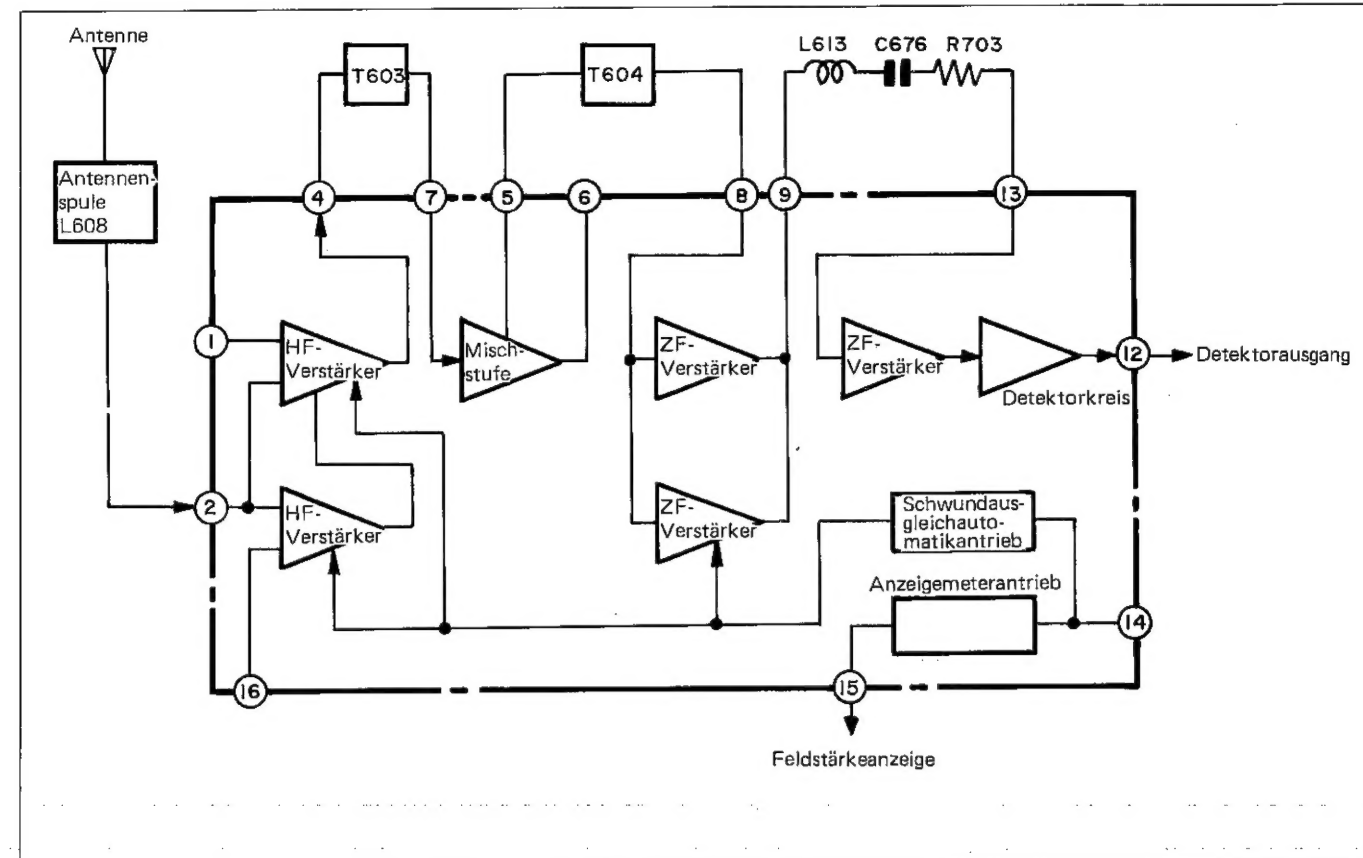 Antenne
T603
T604
L613
C676
R703
Antennen-
spule
L608
4
7
5
6
8
9
13
1
HF-
Verstärker
Misch-
stufe
ZF-
Verstärker
ZF-
Verstärker
12
Detektorausgang
Detektorkreis
2
HF-
Verstärker
ZF-
Verstärker
Schwundaus-
gleichauto-
matikantrieb
Anzeigemeterantrieb
14
16
15
Feldstärkeanzeige